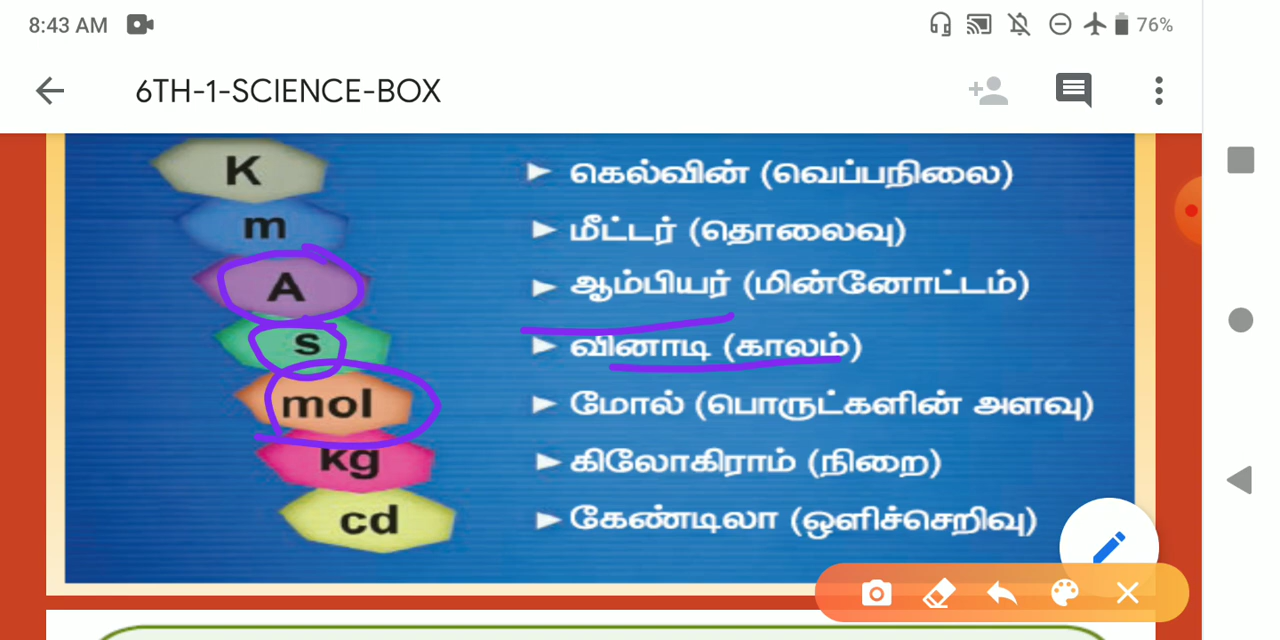 8:43 AM 76%
6TH-1-SCIENCE-BOX
K ➤ கெல்வின் (வெப்பநிலை)
m ➤ மீட்டர் (தொலைவு)
A ➤ ஆம்பியர் (மின்னோட்டம்)
s ➤ வினாடி (காலம்)
mol ➤ மோல் (பொருட்களின் அளவு)
kg ➤ கிலோகிராம் (நிறை)
cd ➤ கேண்டிலா (ஒளிச்செறிவு)